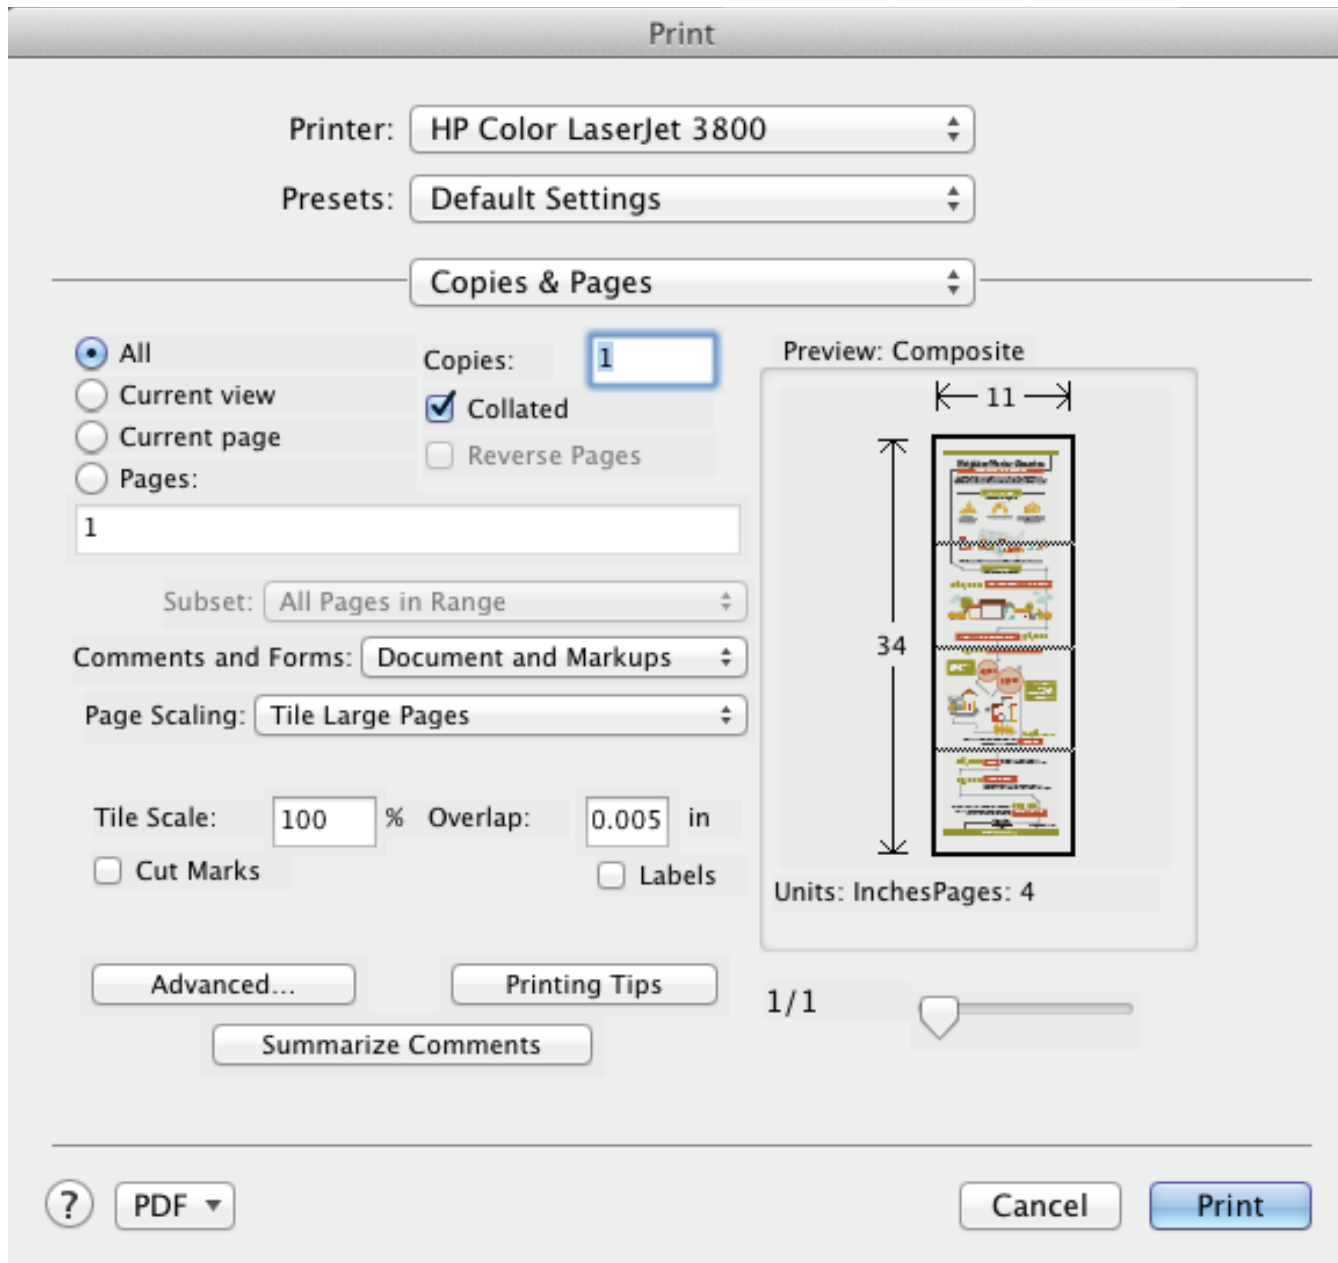 Print
Printer: HP Color LaserJet 3800
Presets: Default Settings
Copies & Pages
All
Current view
Current page
Pages:
1
Copies: 1
Collated
Reverse Pages
Subset: All Pages in Range
Comments and Forms: Document and Markups
Page Scaling: Tile Large Pages
Tile Scale: 100 % Overlap: 0.005 in
Cut Marks
Labels
Advanced...
Printing Tips
Summarize Comments
Preview: Composite
11
34
Units: InchesPages: 4
1/1
?
PDF
Cancel
Print